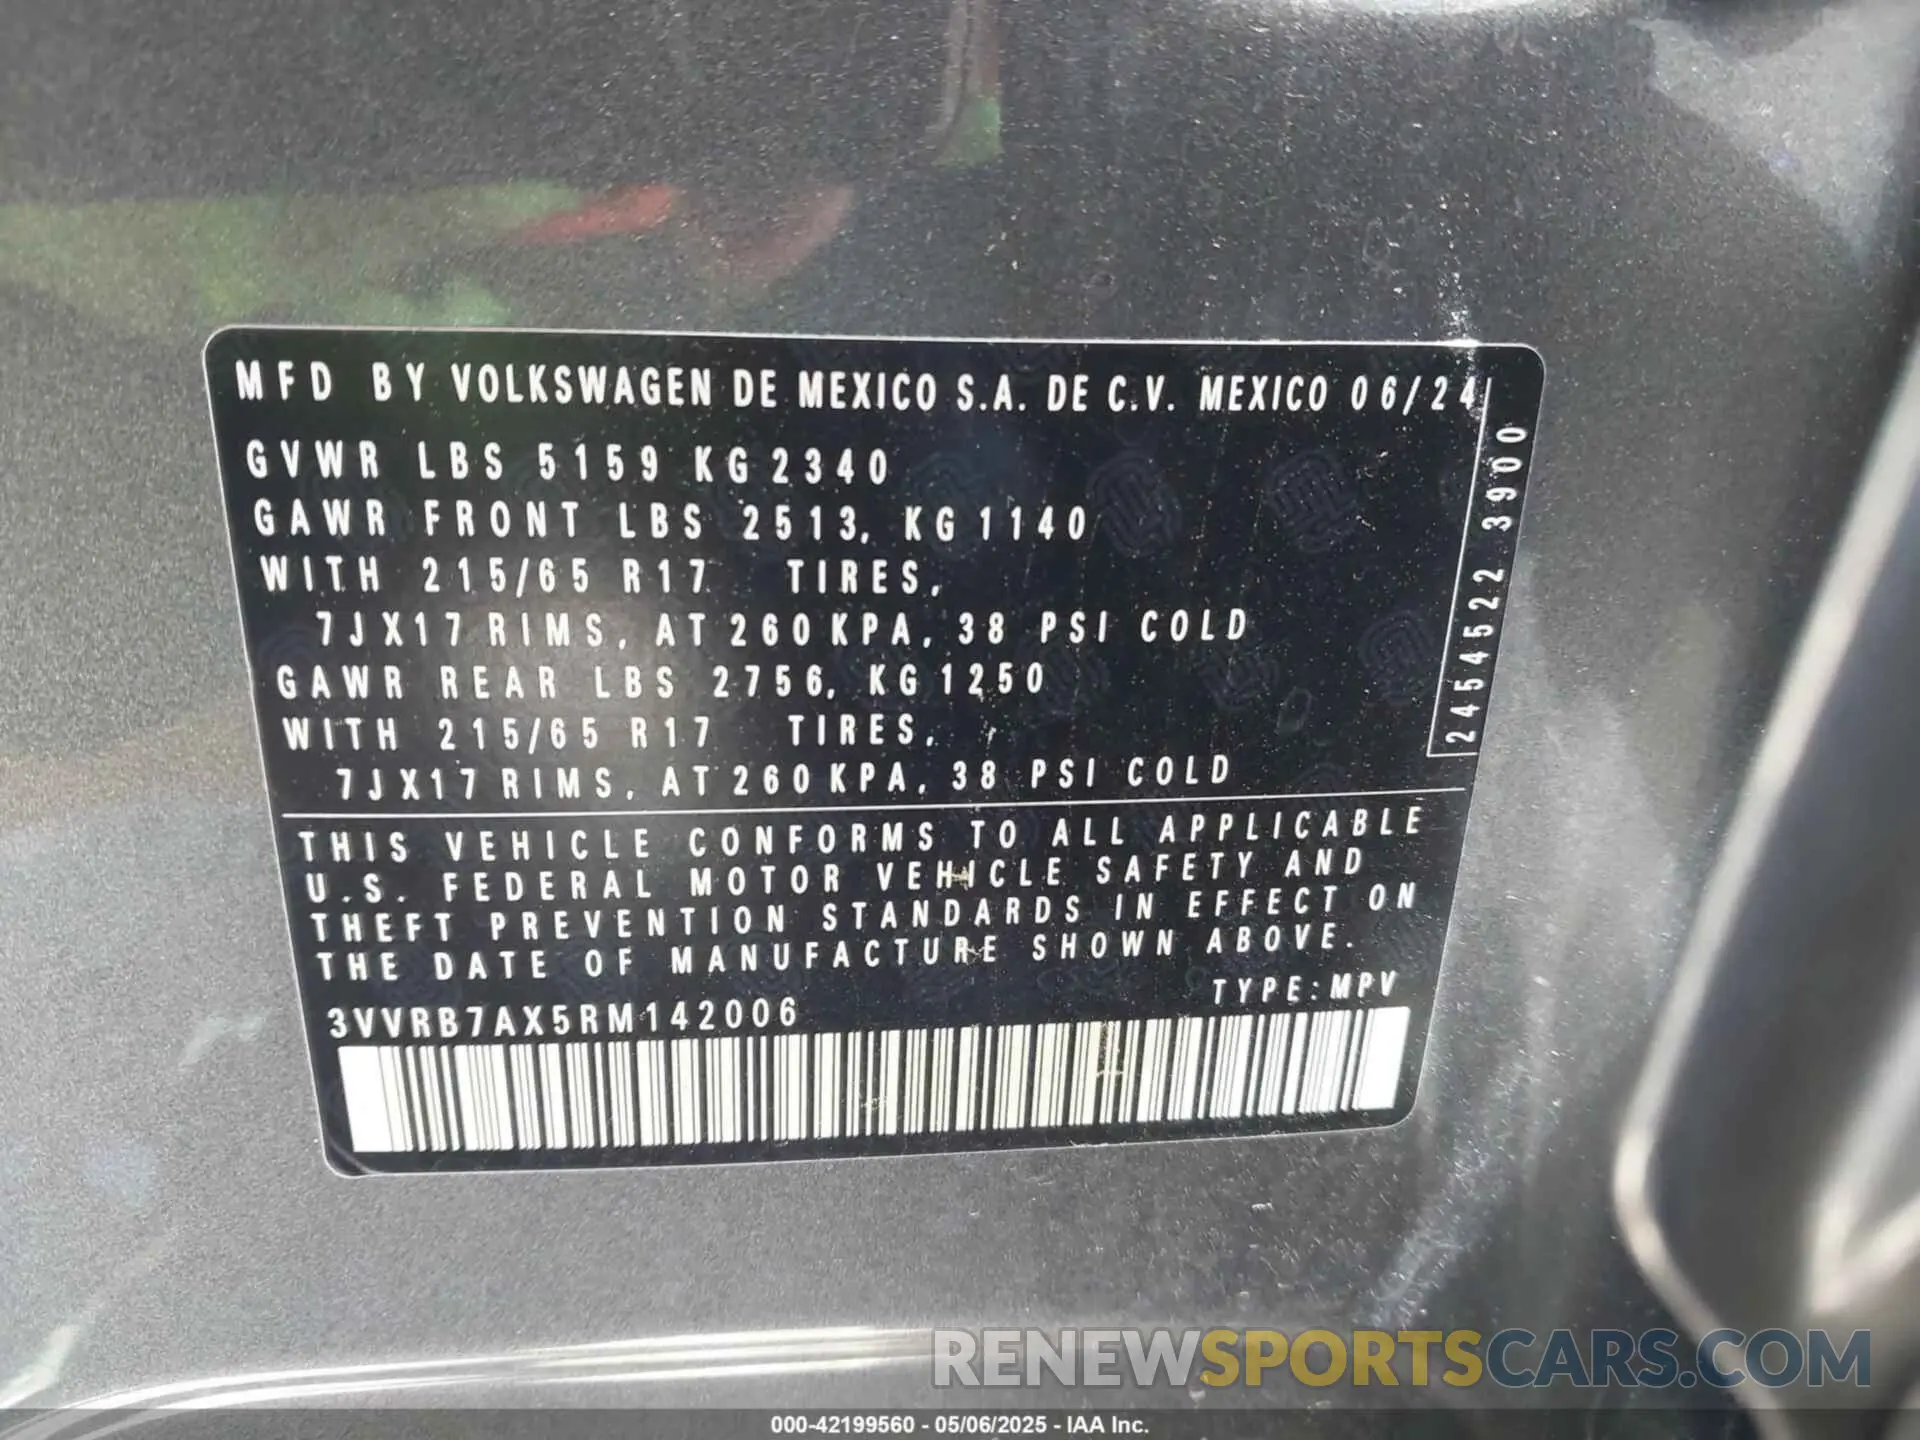 MFD BY VOLKSWAGEN DE MEXICO S.A. DE C.V. MEXICO 06/24
GVWR LBS 5159 KG 2340
GAWR FRONT LBS 2513, KG 1140
WITH 215/65 R17 TIRES,
7JX17 RIMS, AT 260 KPA, 38 PSI COLD
GAWR REAR LBS 2756, KG 1250
WITH 215/65 R17 TIRES,
7JX17 RIMS, AT 260 KPA, 38 PSI COLD
2454522 3900
THIS VEHICLE CONFORMS TO ALL APPLICABLE
U.S. FEDERAL MOTOR VEHICLE SAFETY AND
THEFT PREVENTION STANDARDS IN EFFECT ON
THE DATE OF MANUFACTURE SHOWN ABOVE.
TYPE:MPV
3VVRB7AX5RM142006
RENEWSPORTSCARS.COM
000-42199560 - 05/06/2025 - IAA Inc.